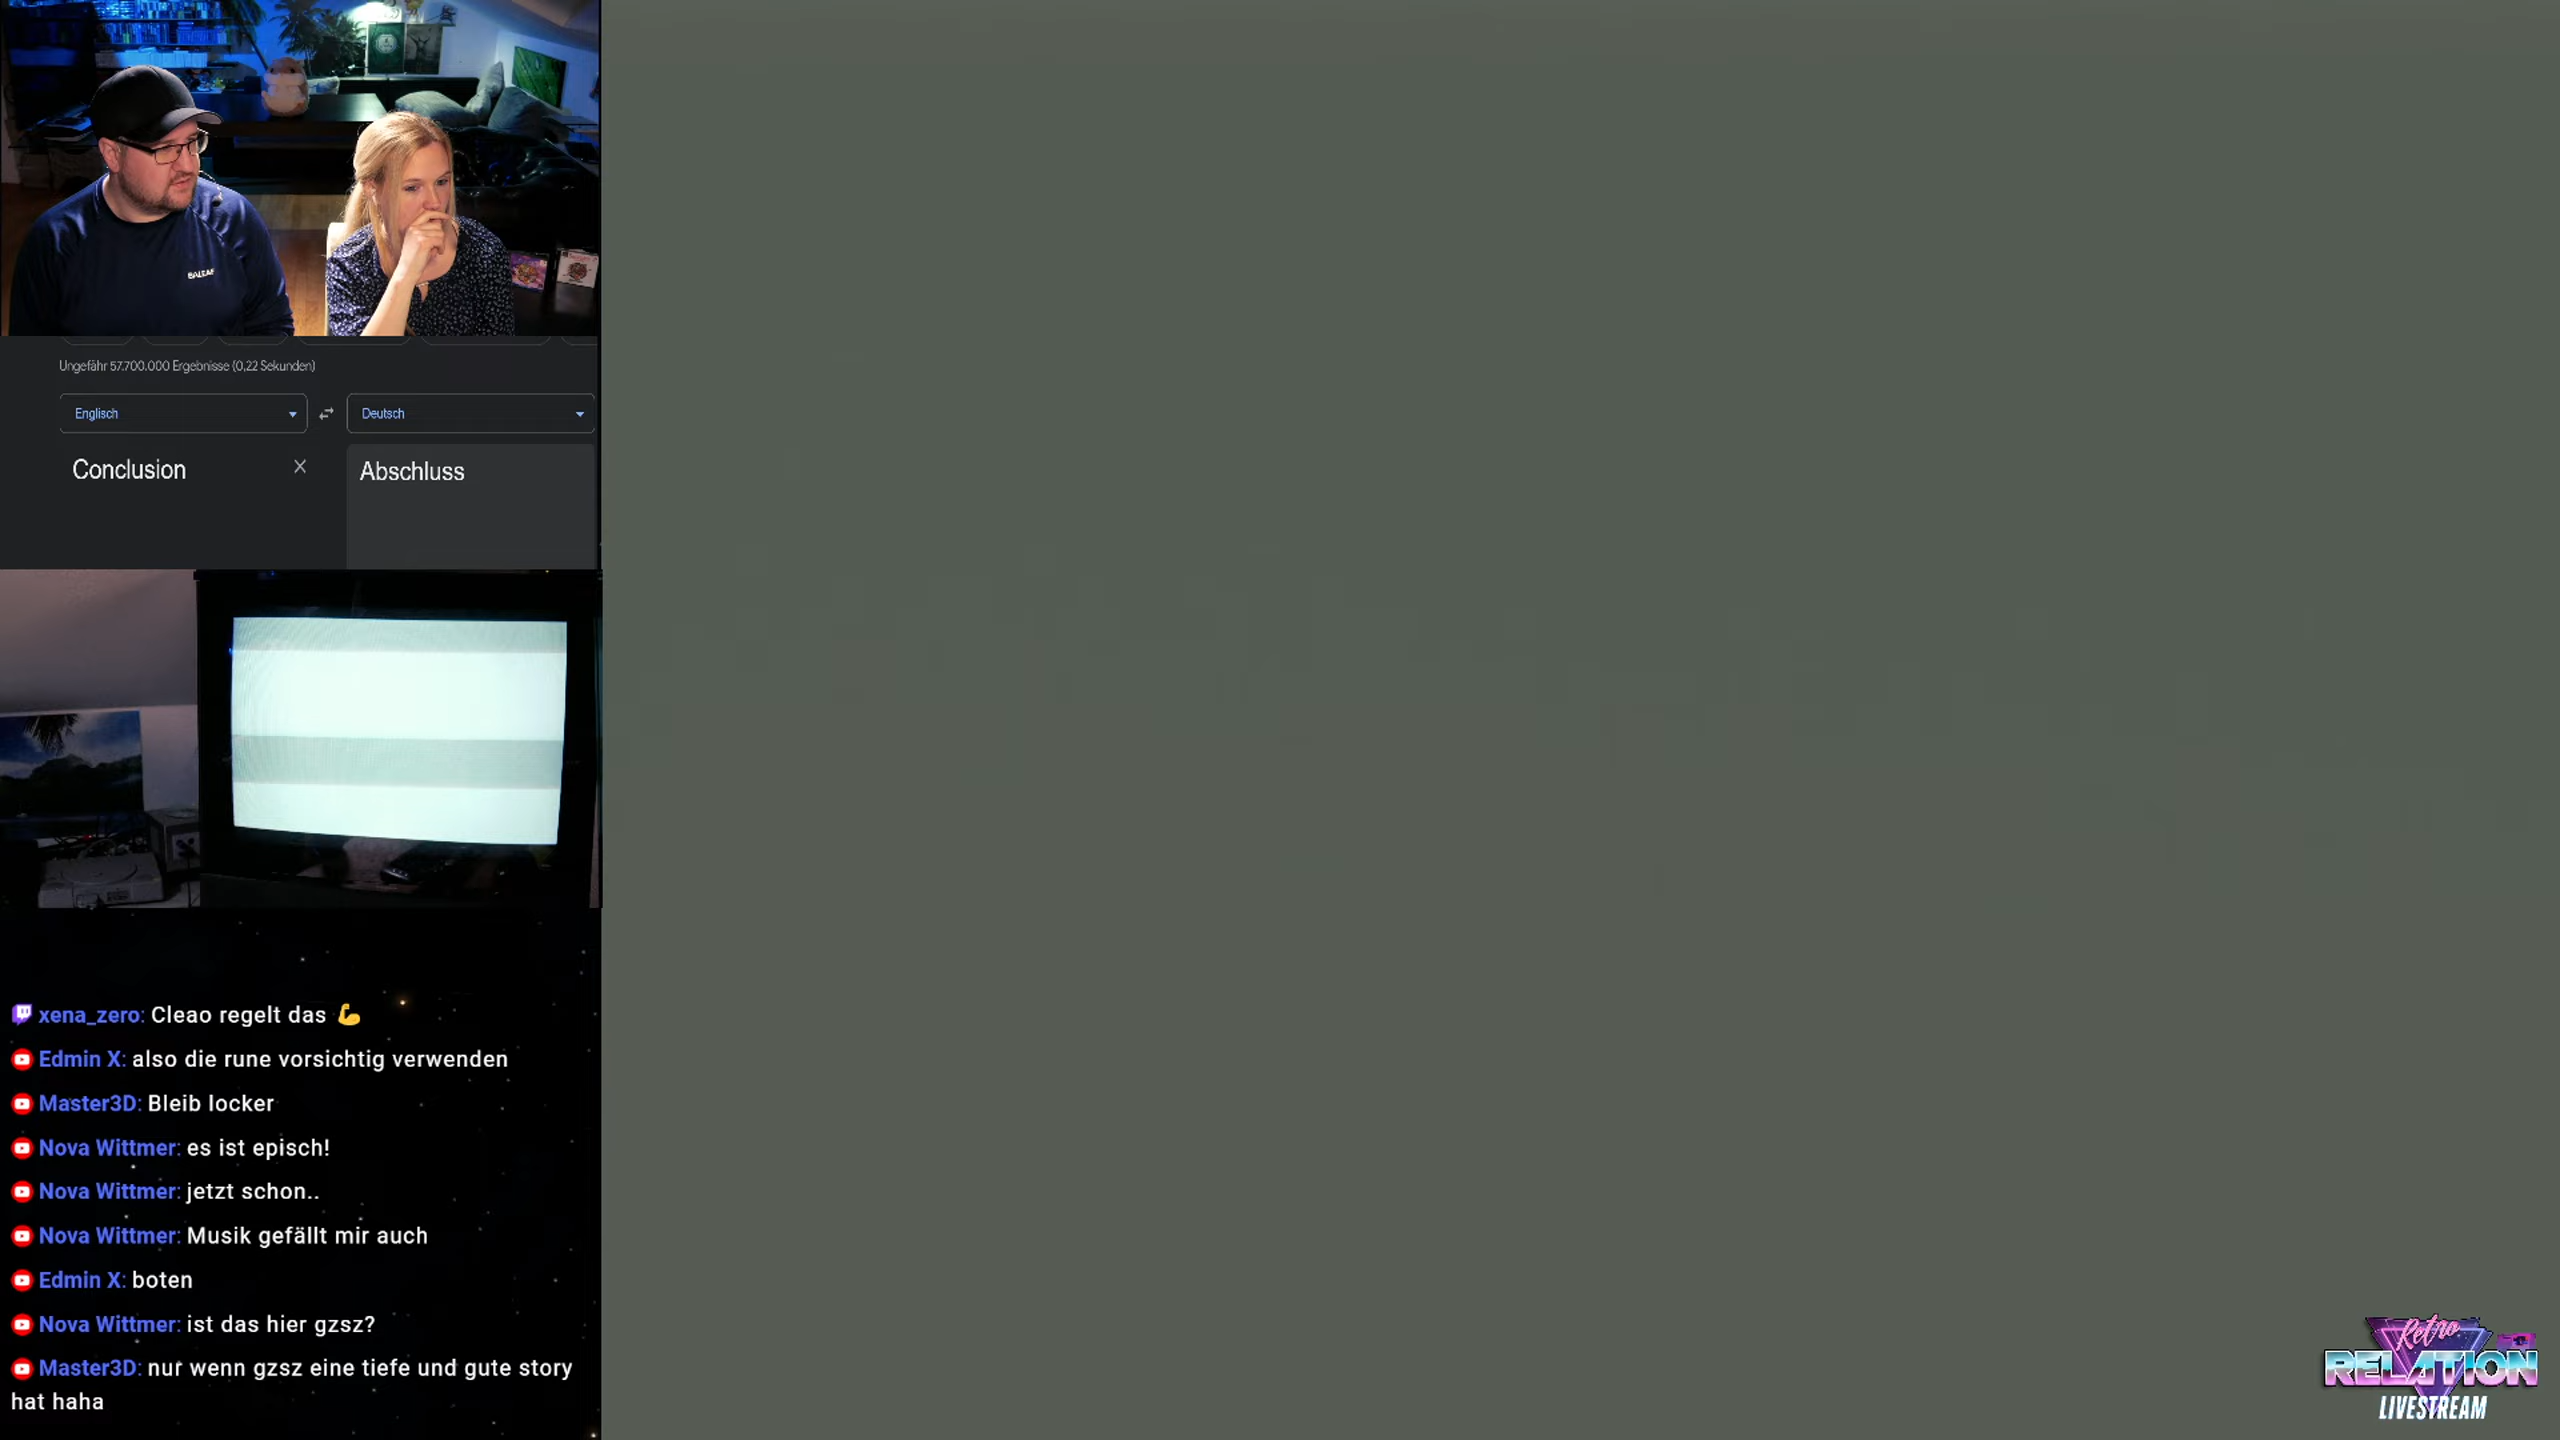 BALEAF
Ungefähr 57.700.000 Ergebnisse (0,22 Sekunden)
Englisch
Deutsch
Conclusion
Abschluss
xena_zero: Cleao regelt das 💪
Edmin X: also die rune vorsichtig verwenden
Master3D: Bleib locker
Nova Wittmer: es ist episch!
Nova Wittmer: jetzt schon..
Nova Wittmer: Musik gefällt mir auch
Edmin X: boten
Nova Wittmer: ist das hier gzsz?
Master3D: nur wenn gzsz eine tiefe und gute story
hat haha
Retro
RELATION
LIVESTREAM